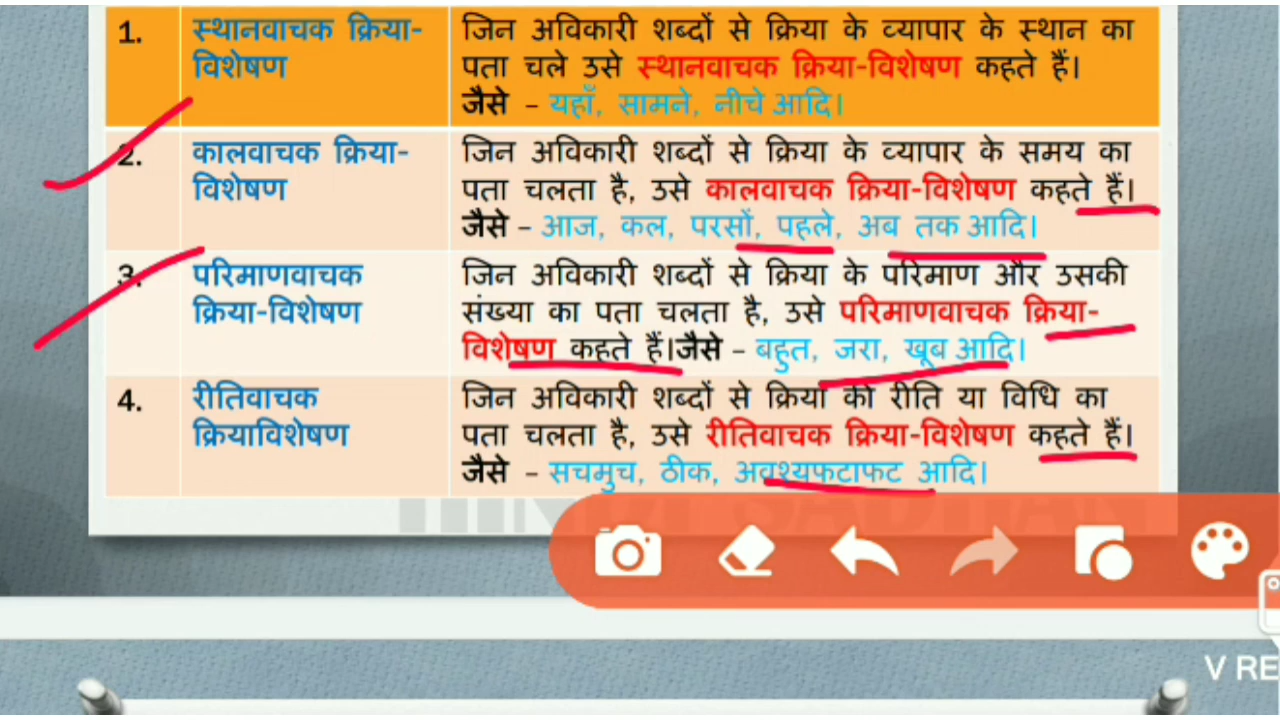 1. स्थानवाचक क्रिया-
विशेषण
जिन अविकारी शब्दों से क्रिया के व्यापार के स्थान का
पता चले उसे स्थानवाचक क्रिया-विशेषण कहते हैं।
जैसे – यहाँ, सामने, नीचे आदि।
2. कालवाचक क्रिया-
विशेषण
जिन अविकारी शब्दों से क्रिया के व्यापार के समय का
पता चलता है, उसे कालवाचक क्रिया-विशेषण कहते हैं।
जैसे – आज, कल, परसों, पहले, अब तक आदि।
3. परिमाणवाचक
क्रिया-विशेषण
जिन अविकारी शब्दों से क्रिया के परिमाण और उसकी
संख्या का पता चलता है, उसे परिमाणवाचक क्रिया-
विशेषण कहते हैं।जैसे – बहुत, जरा, खूब आदि।
4. रीतिवाचक
क्रियाविशेषण
जिन अविकारी शब्दों से क्रिया की रीति या विधि का
पता चलता है, उसे रीतिवाचक क्रिया-विशेषण कहते हैं।
जैसे – सचमुच, ठीक, अवश्यफटाफट आदि।
V RE